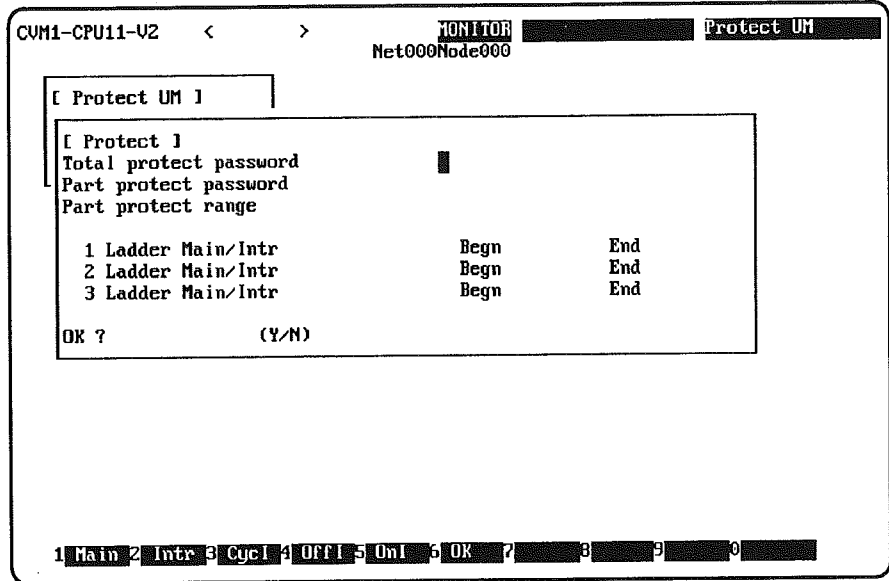 CVM1-CPU11-V2 < > MONITOR Protect UM
Net000Node000
[ Protect UM ]
[ Protect ]
Total protect password
Part protect password
Part protect range
1 Ladder Main/Intr Begn End
2 Ladder Main/Intr Begn End
3 Ladder Main/Intr Begn End
OK ? (Y/N)
1 Main 2 Intr 3 CycI 4 OffI 5 OnI 6 OK 7 8 9 0